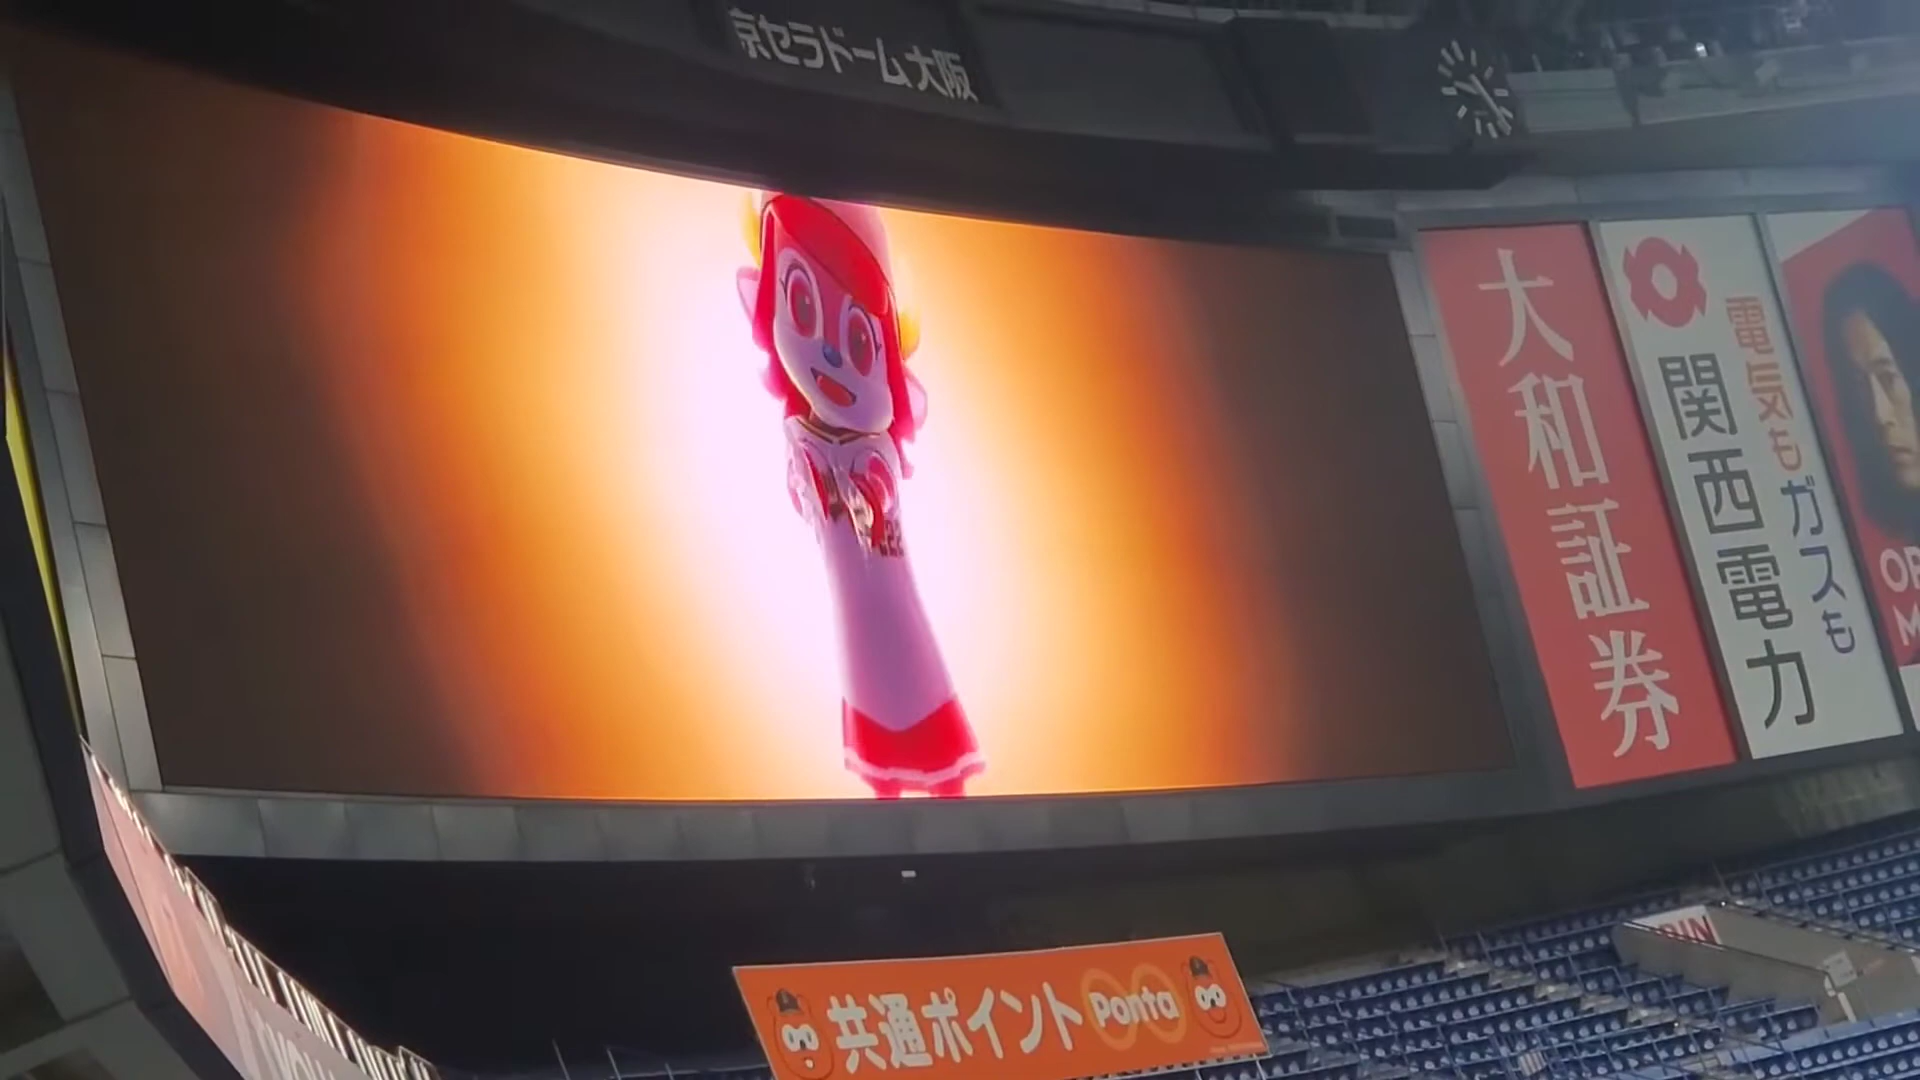 京セラドーム大阪
大和証券
電気も ガスも
関西電力
222
共通ポイント Ponta